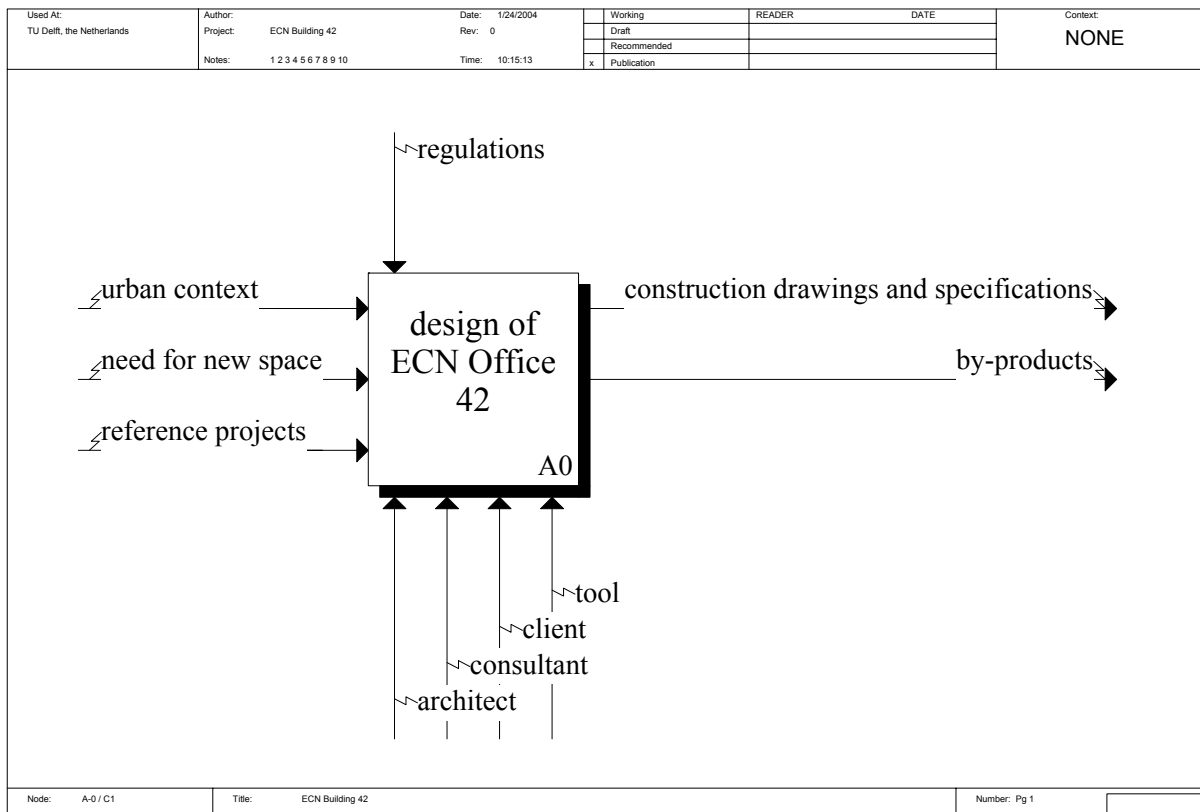 Used At:
TU Delft, the Netherlands
Author:
Project: ECN Building 42
Notes: 1 2 3 4 5 6 7 8 9 10
Date: 1/24/2004
Rev: 0
Time: 10:15:13
Working
Draft
Recommended
x Publication
READER DATE
Context:
NONE
regulations
urban context
need for new space
reference projects
design of
ECN Office
42
A0
construction drawings and specifications
by-products
tool
client
consultant
architect
Node: A-0 / C1
Title: ECN Building 42
Number: Pg 1